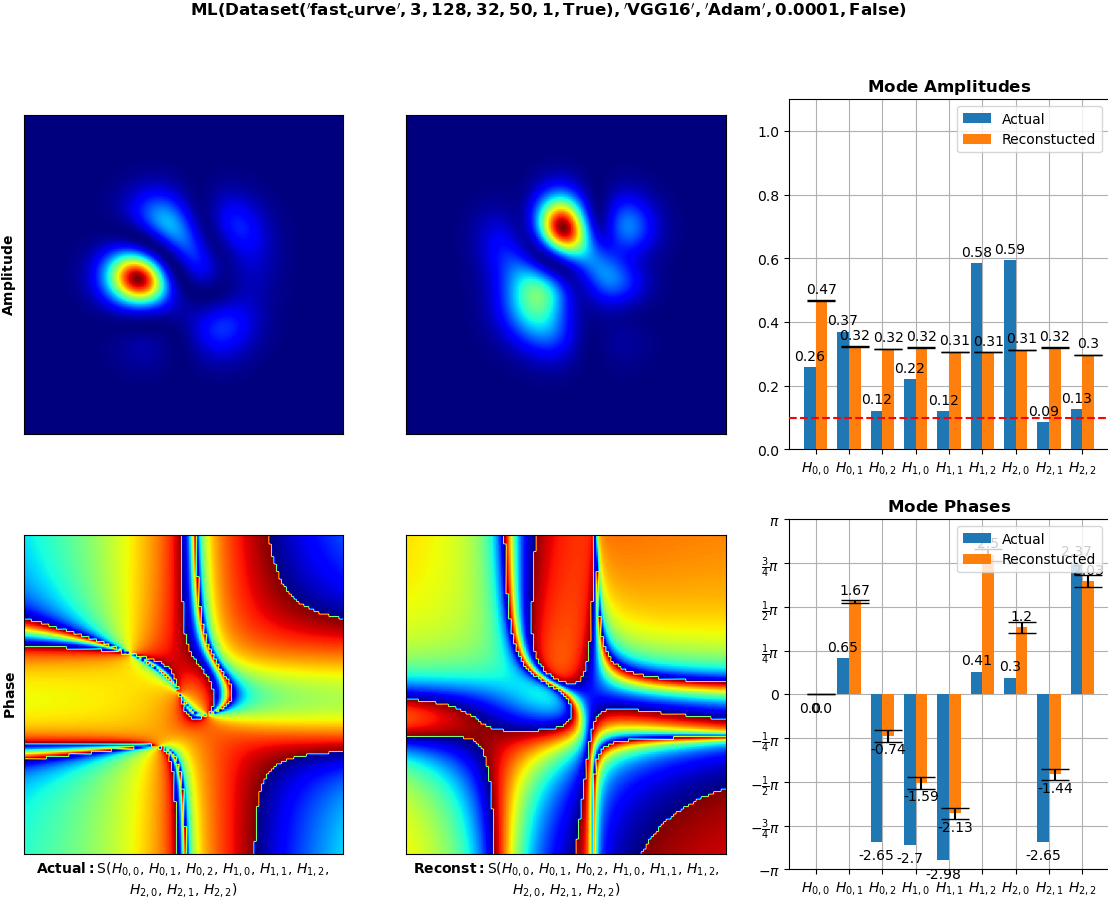 ML(Dataset('fast_curve', 3, 128, 32, 50, 1, True), 'VGG16', 'Adam', 0.0001, False)
Amplitude
Mode Amplitudes
Actual
Reconstucted
1.0
0.8
0.6
0.4
0.2
0.0
0.26 0.37 0.12 0.22 0.12 0.58 0.59 0.09 0.13
0.47 0.32 0.32 0.32 0.31 0.31 0.31 0.32 0.3
H0,0 H0,1 H0,2 H1,0 H1,1 H1,2 H2,0 H2,1 H2,2
Phase
Mode Phases
Actual
Reconstucted
π
3/4π
1/2π
1/4π
0
−1/4π
−1/2π
−3/4π
−π
0.0 0.65 -2.65 -2.7 -2.98 0.41 0.3 -2.65 2.37
0.0 1.67 -0.74 -1.59 -2.13 2.5 1.2 -1.44
H0,0 H0,1 H0,2 H1,0 H1,1 H1,2 H2,0 H2,1 H2,2
Actual: S(H0,0, H0,1, H0,2, H1,0, H1,1, H1,2,
H2,0, H2,1, H2,2)
Reconst: S(H0,0, H0,1, H0,2, H1,0, H1,1, H1,2,
H2,0, H2,1, H2,2)